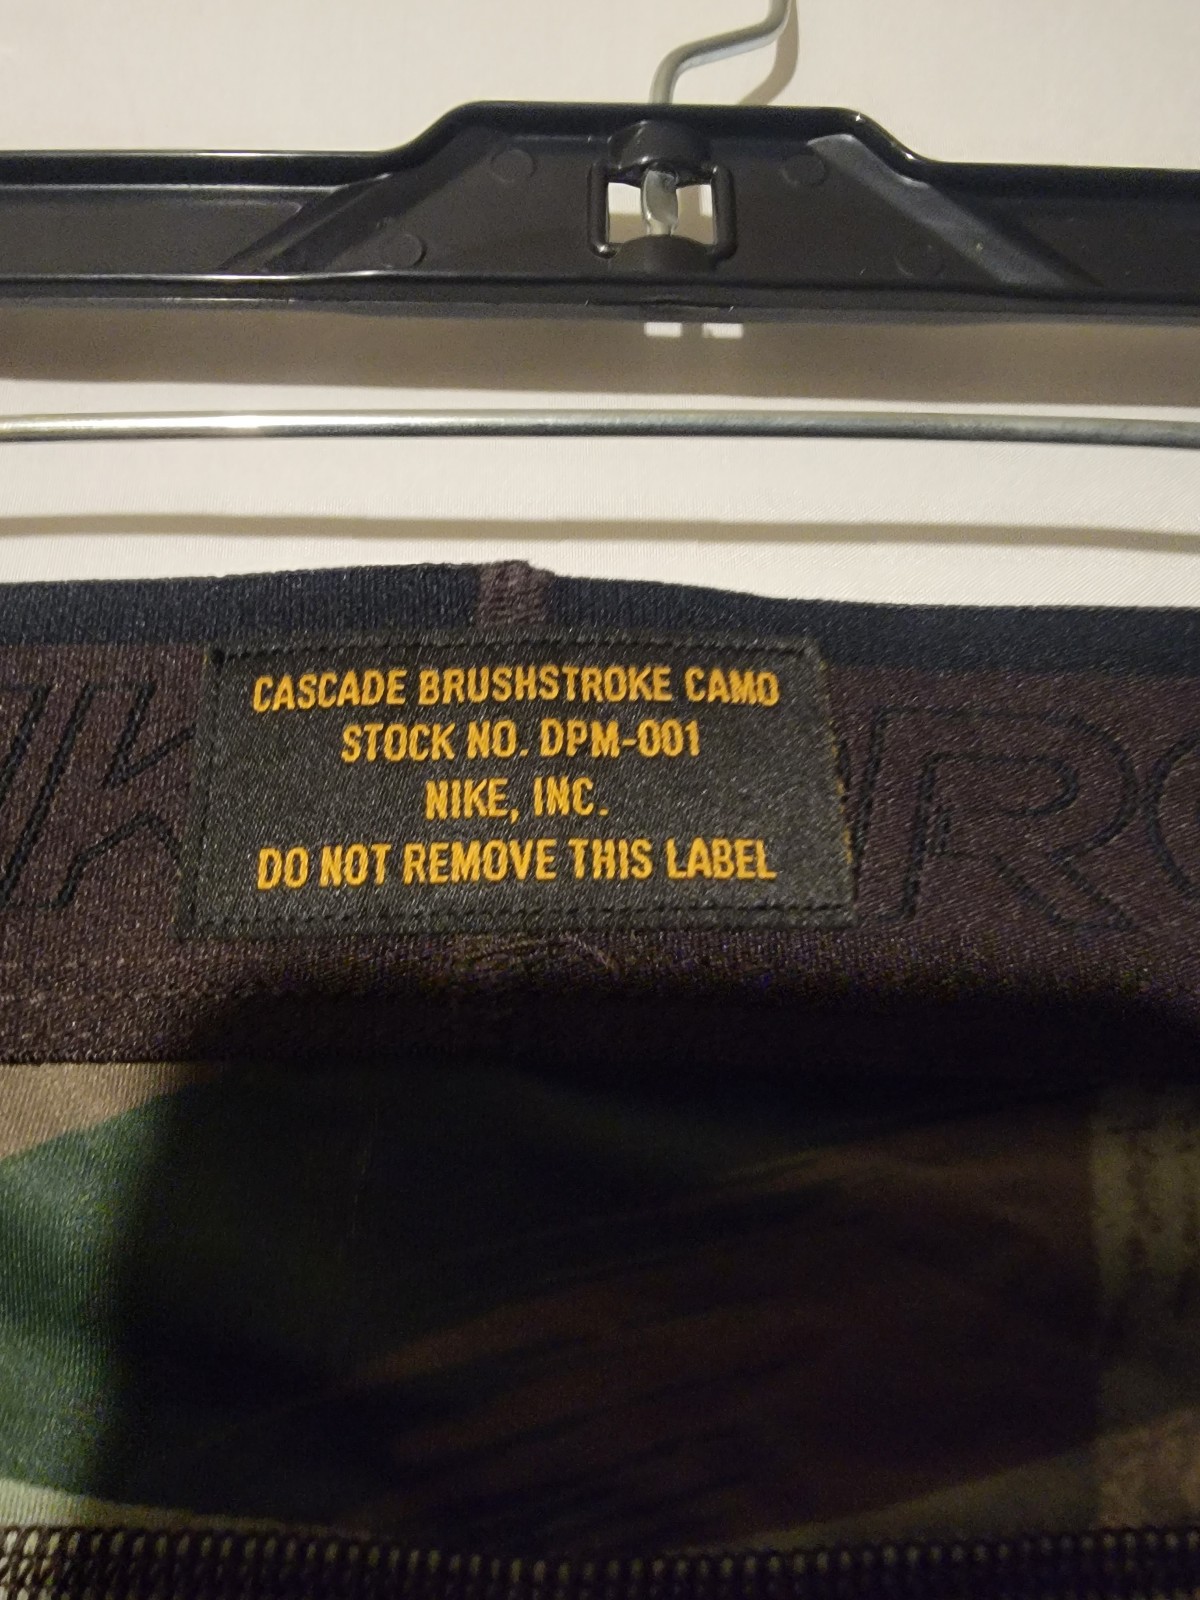 CASCADE BRUSHSTROKE CAMO
STOCK NO. DPM-001
NIKE, INC.
DO NOT REMOVE THIS LABEL